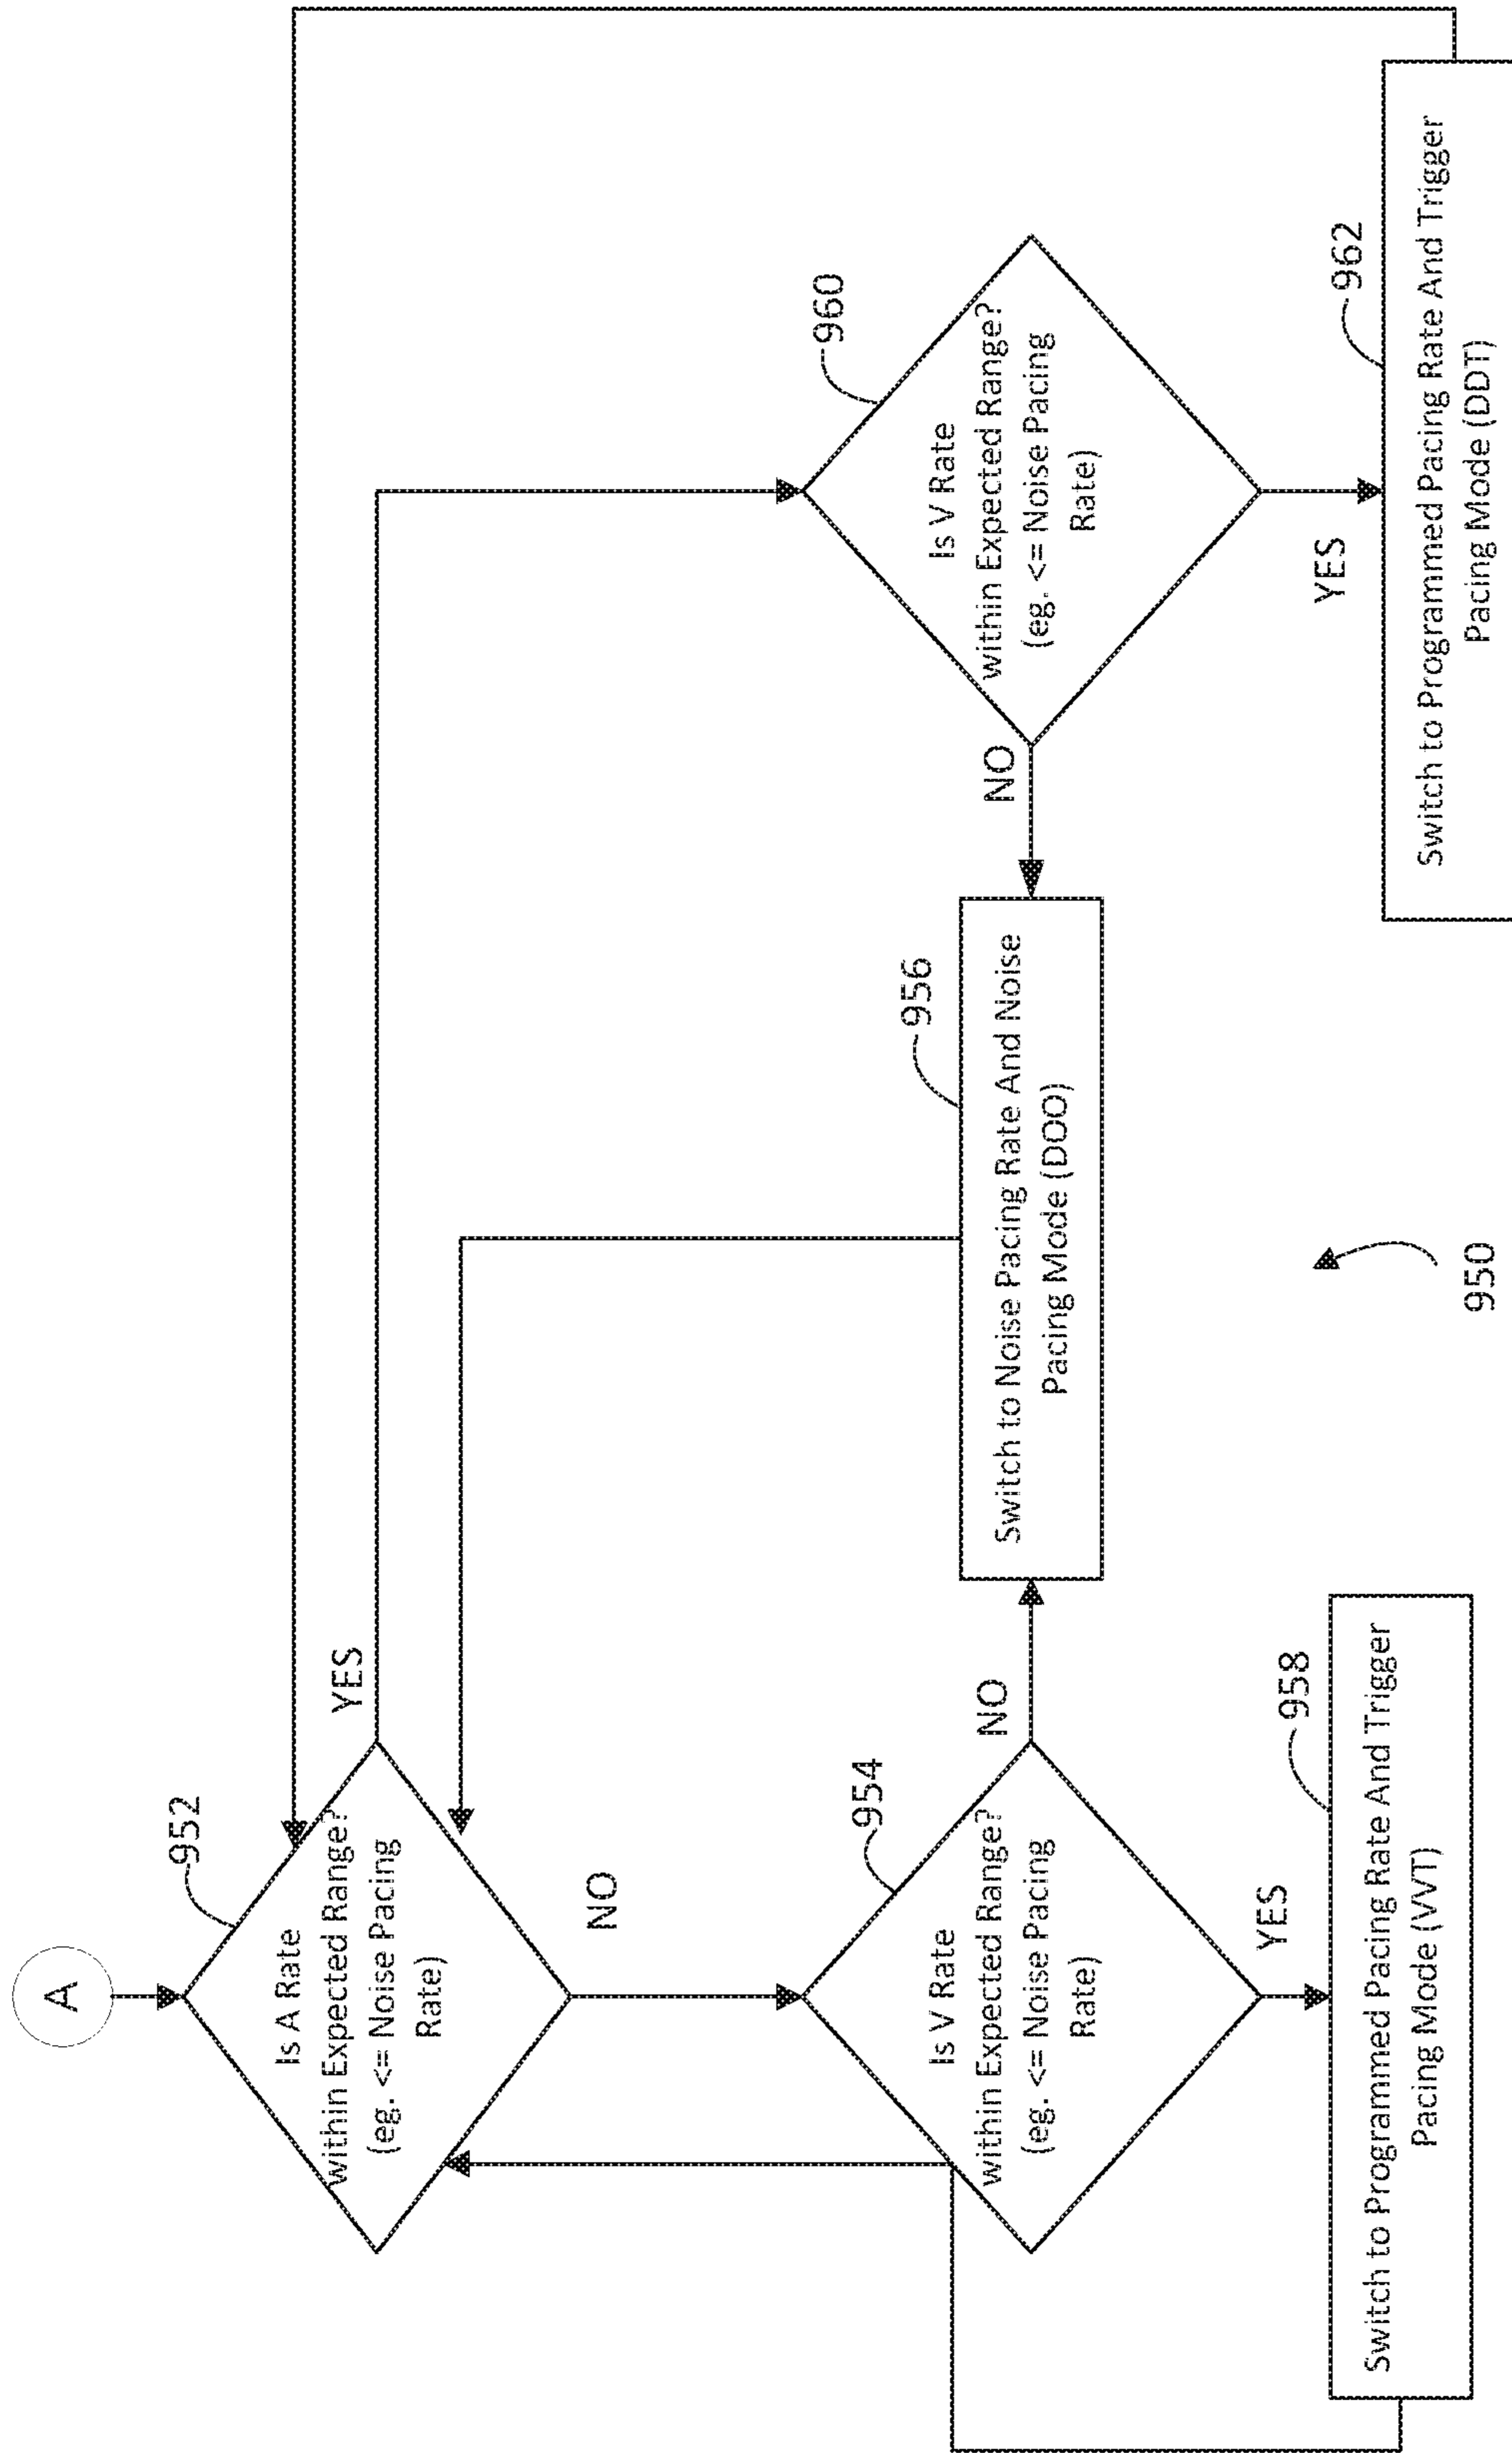 A
952
Is A Rate
within Expected Range?
(eg. <= Noise Pacing
Rate)
YES
NO
954
Is V Rate
within Expected Range?
(eg. <= Noise Pacing
Rate)
NO
YES
956
Switch to Noise Pacing Rate And Noise
Pacing Mode (DOO)
958
Switch to Programmed Pacing Rate And Trigger
Pacing Mode (VVT)
960
Is V Rate
within Expected Range?
(eg. <= Noise Pacing
Rate)
NO
YES
962
Switch to Programmed Pacing Rate And Trigger
Pacing Mode (DDT)
950